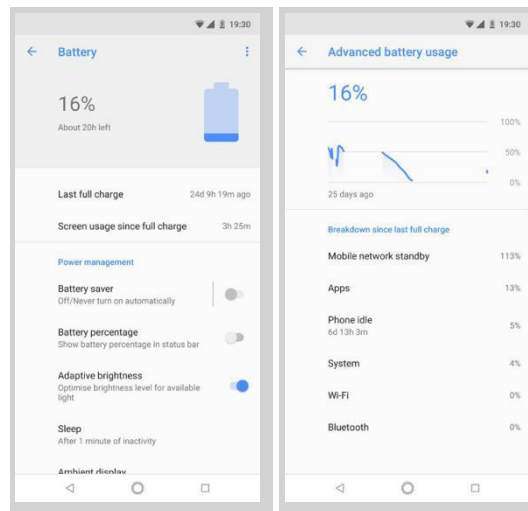 19:30
Battery
16%
About 20h left
Last full charge 24d 9h 19m ago
Screen usage since full charge 3h 25m
Power management
Battery saver
Off/Never turn on automatically
Battery percentage
Show battery percentage in status bar
Adaptive brightness
Optimise brightness level for available
light
Sleep
After 1 minute of inactivity
Ambient display
19:30
Advanced battery usage
16%
100%
50%
0%
25 days ago
Breakdown since last full charge
Mobile network standby 113%
Apps 13%
Phone idle 5%
6d 13h 3m
System 4%
Wi-Fi 0%
Bluetooth 0%